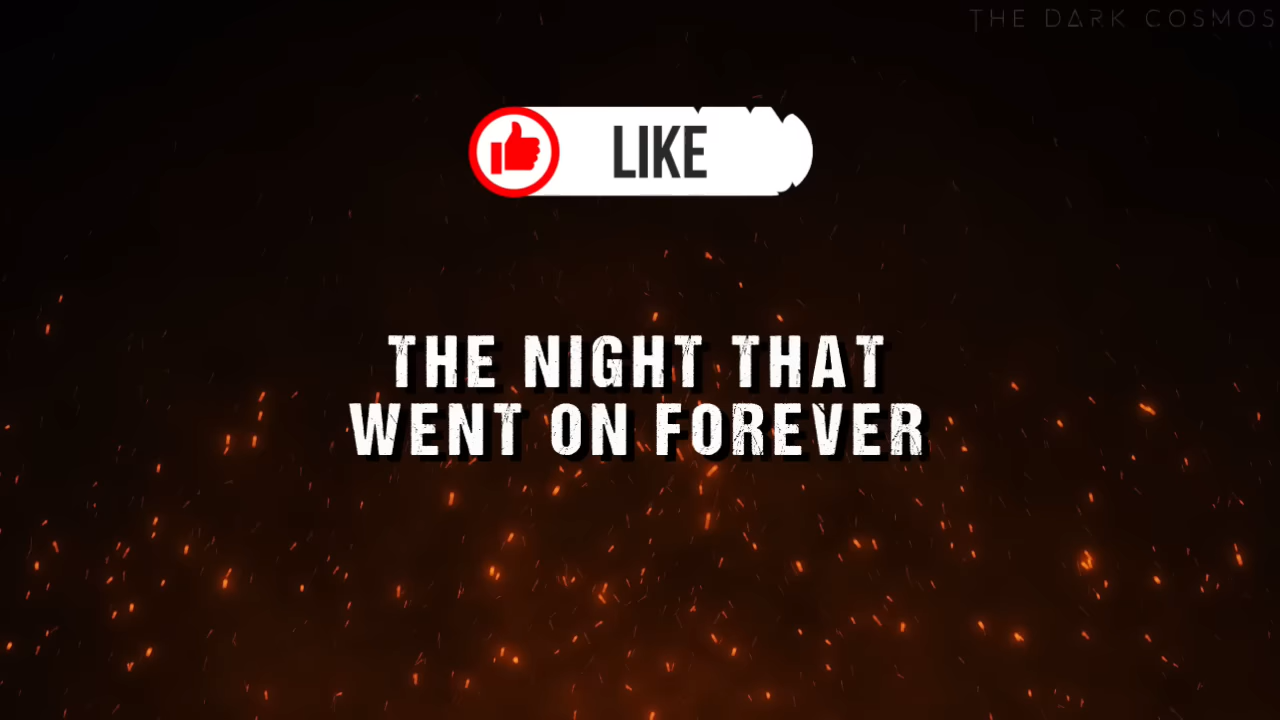 THE DARK COSMOS
LIKE
THE NIGHT THAT
WENT ON FOREVER